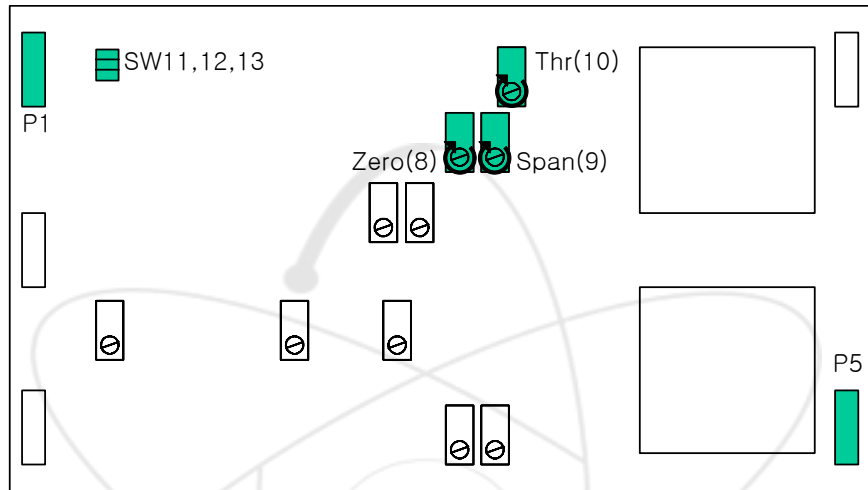 SW11,12,13
Thr(10)
P1
Zero(8)
Span(9)
P5